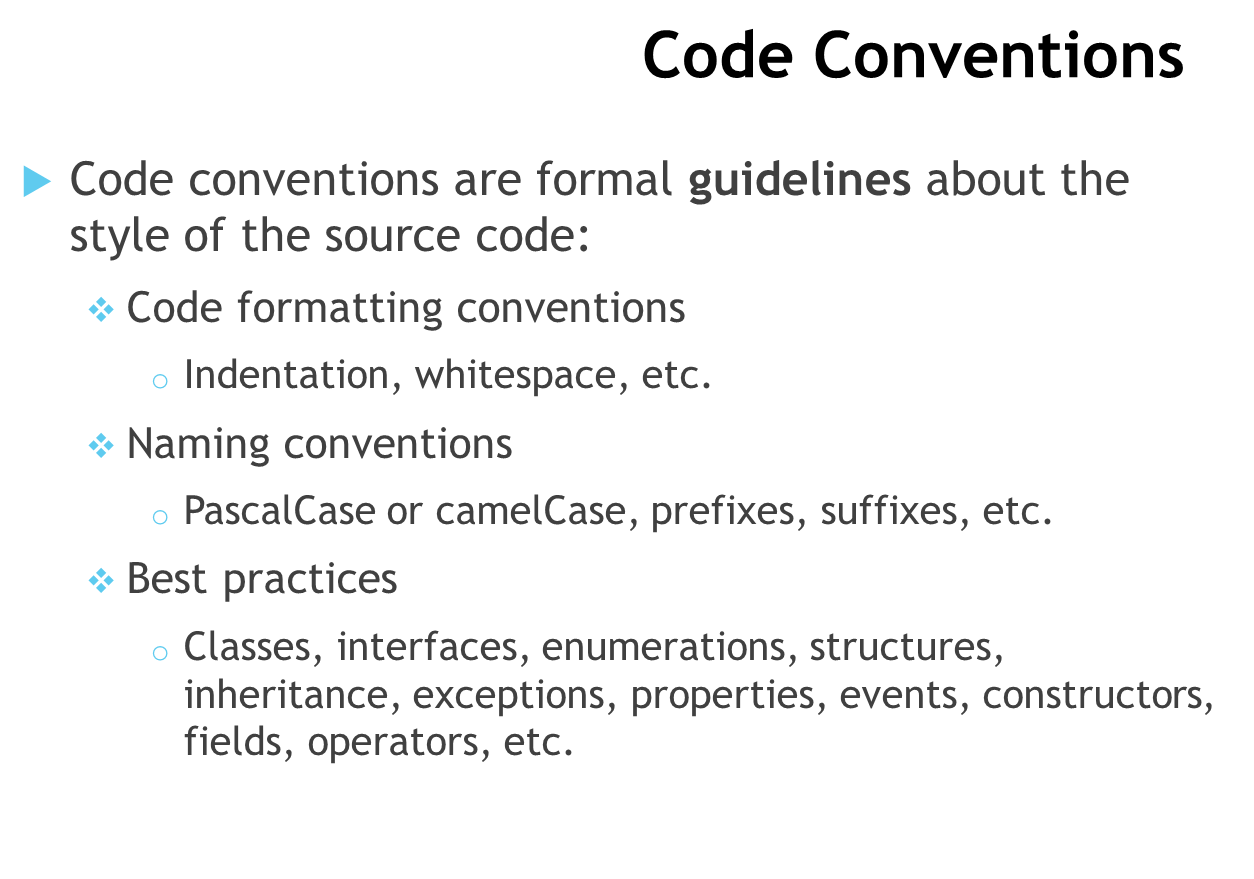 Code Conventions
Code conventions are formal guidelines about the
style of the source code:
Code formatting conventions
Indentation, whitespace, etc.
Naming conventions
PascalCase or camelCase, prefixes, suffixes, etc.
Best practices
Classes, interfaces, enumerations, structures,
inheritance, exceptions, properties, events, constructors,
fields, operators, etc.